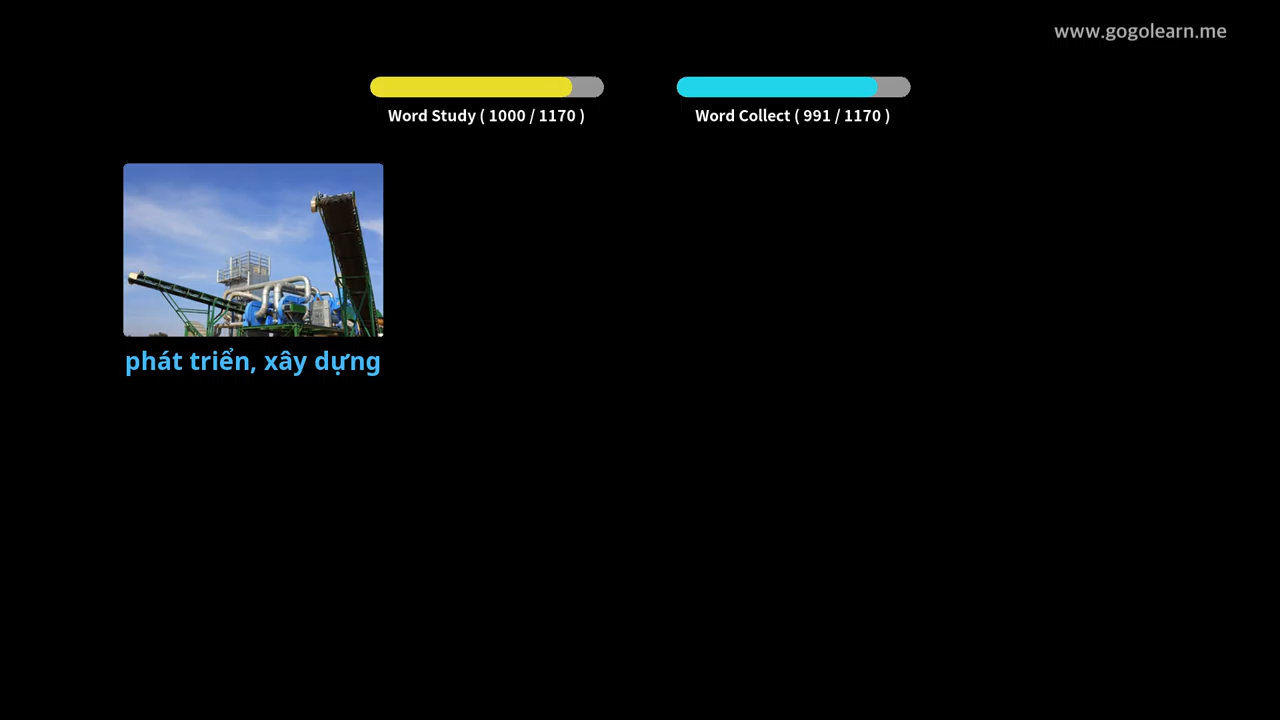 www.gogolearn.me
Word Study ( 1000 / 1170 )
Word Collect ( 991 / 1170 )
phát triển, xây dựng